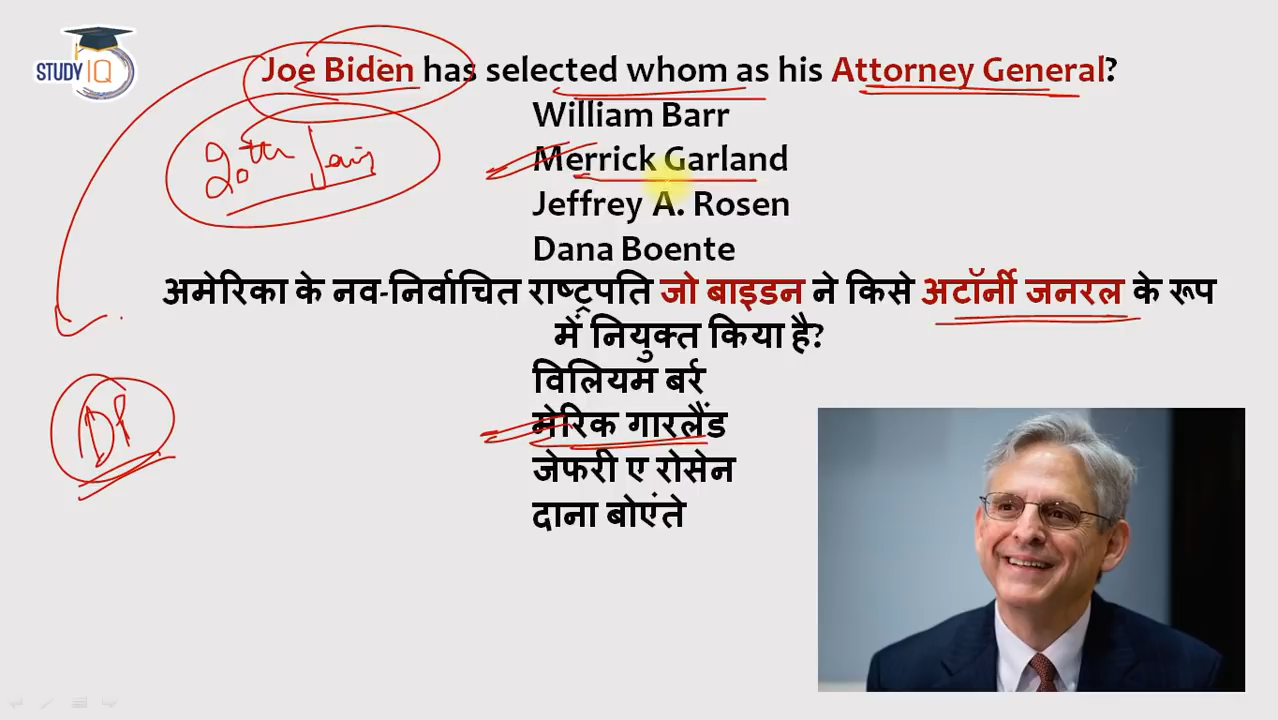 STUDY IQ
Joe Biden has selected whom as his Attorney General?
William Barr
20th Jan
Merrick Garland
Jeffrey A. Rosen
Dana Boente
अमेरिका के नव-निर्वाचित राष्ट्रपति जो बाइडन ने किसे अटॉर्नी जनरल के रूप
में नियुक्त किया है?
विलियम बर्र
मेरिक गारलैंड
DP
जेफरी ए रोसेन
दाना बोएंते